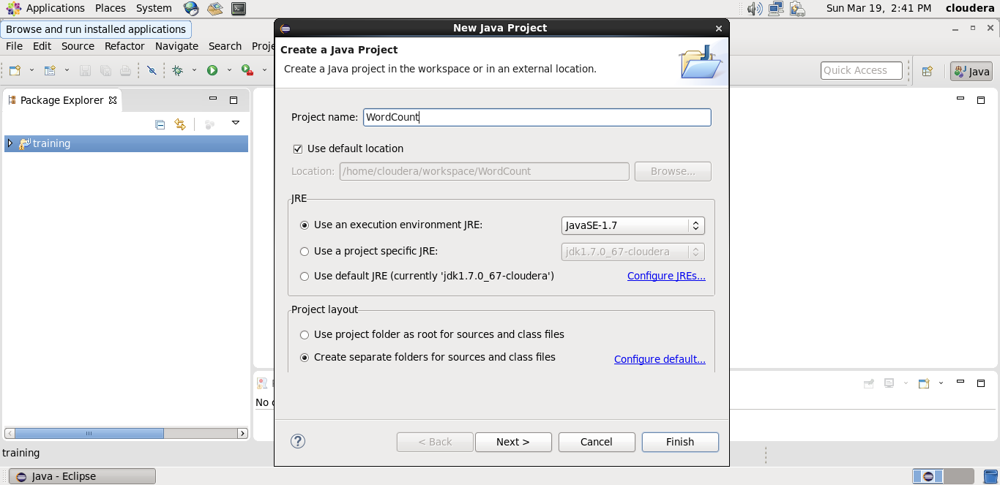 Applications Places System
Sun Mar 19, 2:41 PM cloudera
Browse and run installed applications
New Java Project
File Edit Source Refactor Navigate Search
Create a Java Project
Create a Java project in the workspace or in an external location.
Quick Access
Java
Package Explorer
Project name: WordCount
training
Use default location
Location: /home/cloudera/workspace/WordCount Browse...
JRE
Use an execution environment JRE: JavaSE-1.7
Use a project specific JRE: jdk1.7.0_67-cloudera
Use default JRE (currently 'jdk1.7.0_67-cloudera') Configure JREs...
Project layout
Use project folder as root for sources and class files
Create separate folders for sources and class files Configure default...
No
< Back Next > Cancel Finish
training
Java - Eclipse